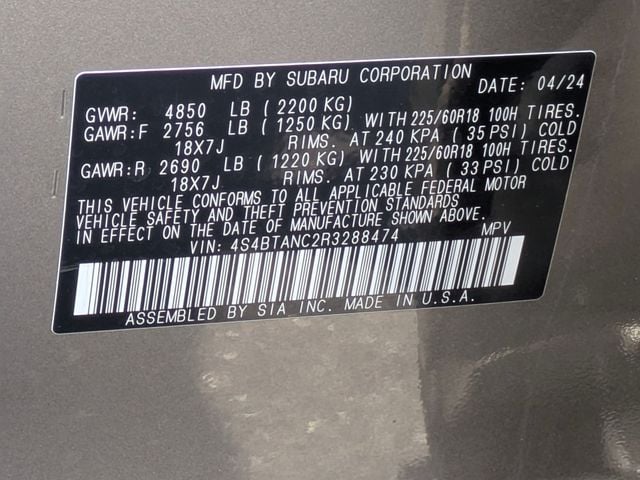 MFD BY SUBARU CORPORATION DATE: 04/24
GVWR: 4850 LB ( 2200 KG)
GAWR:F 2756 LB ( 1250 KG) WITH 225/60R18 100H TIRES.
18X7J RIMS. AT 240 KPA ( 35 PSI) COLD
GAWR:R 2690 LB ( 1220 KG) WITH 225/60R18 100H TIRES.
18X7J RIMS. AT 230 KPA ( 33 PSI) COLD
THIS VEHICLE CONFORMS TO ALL APPLICABLE FEDERAL MOTOR
VEHICLE SAFETY AND THEFT PREVENTION STANDARDS
IN EFFECT ON THE DATE OF MANUFACTURE SHOWN ABOVE.
VIN: 4S4BTANC2R3288474 MPV
ASSEMBLED BY SIA INC. MADE IN U.S.A.